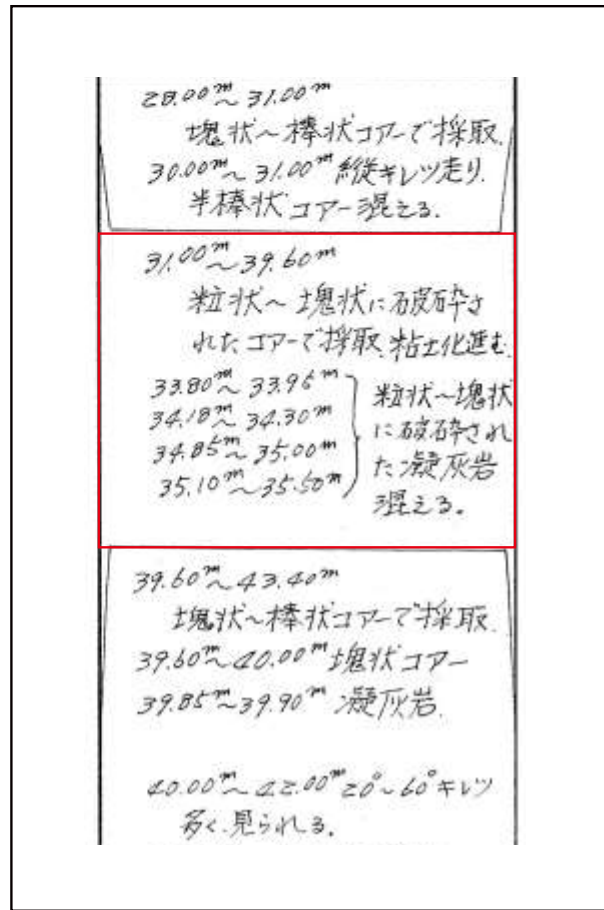 28.00m~31.00m
塊状~棒状コアーで採取.
30.00m~31.00m 縦キレツ走り.
半棒状コアー混える.
31.00m~39.60m
粒状~塊状に破砕さ
れたコアーで採取.粘土化進む.
33.80m~33.95m
34.18m~34.30m
34.85m~35.00m
35.10m~35.50m
粒状~塊状
に破砕され
た凝灰岩
混える。
39.60m~43.40m
塊状~棒状コアーで採取.
39.60m~40.00m 塊状コアー
39.85m~39.90m 凝灰岩.
40.00m~42.00m 20°~60°キレツ
多く見られる.